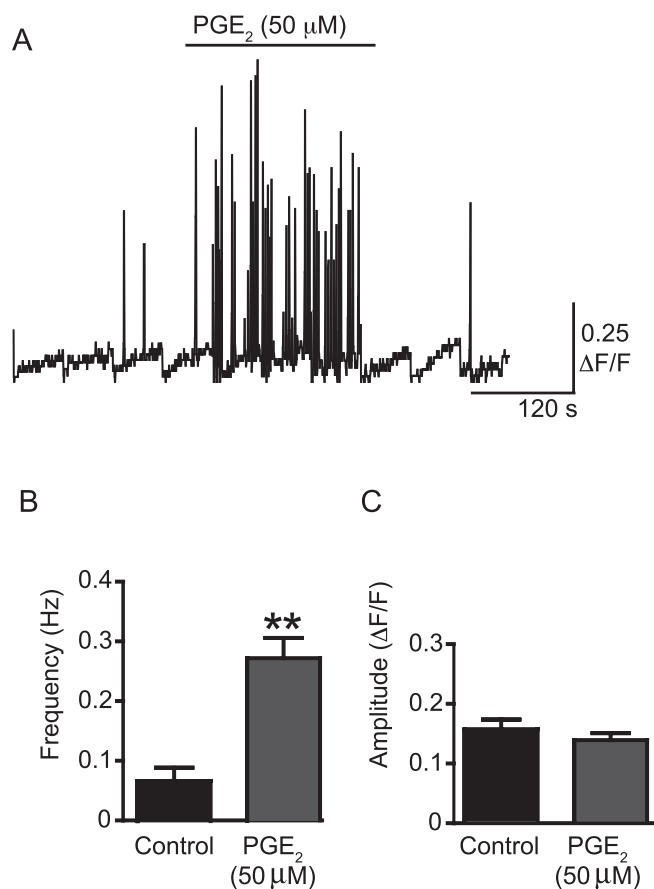 A
PGE₂ (50 µM)
0.25
ΔF/F
120 s
B
Frequency (Hz)
0.4
0.3
0.2
0.1
0
**
Control
PGE₂
(50 µM)
C
Amplitude (ΔF/F)
0.3
0.2
0.1
0
Control
PGE₂
(50 µM)